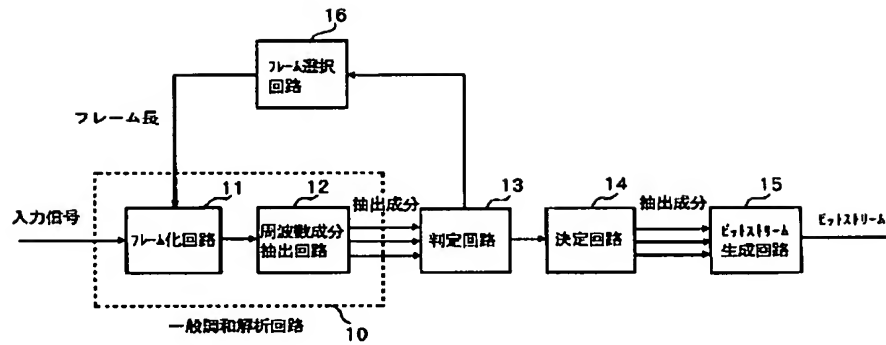 16
フレーム選択
回路
フレーム長
入力信号
11
フレーム化回路
12
周波数成分
抽出回路
抽出成分
13
判定回路
14
決定回路
抽出成分
15
ビットストリーム
生成回路
ビットストリーム
10
一般調和解析回路